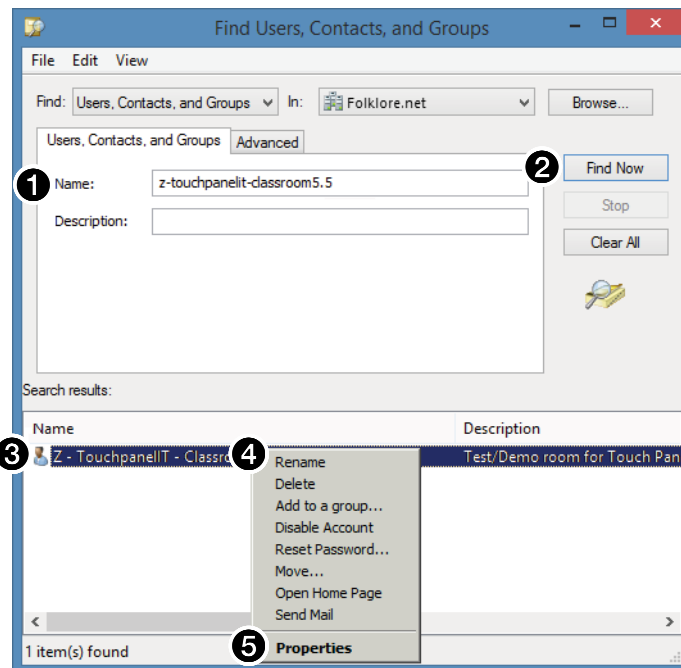 Find Users, Contacts, and Groups
File Edit View
Find: Users, Contacts, and Groups In: Folklore.net Browse...
Users, Contacts, and Groups Advanced
1 Name: z-touchpanelit-classroom5.5 2 Find Now
Stop
Description:
Clear All
Search results:
Name Description
3 Z - TouchpanelIT - Classro 4 Test/Demo room for Touch Pan
Rename
Delete
Add to a group...
Disable Account
Reset Password...
Move...
Open Home Page
Send Mail
5 Properties
1 item(s) found